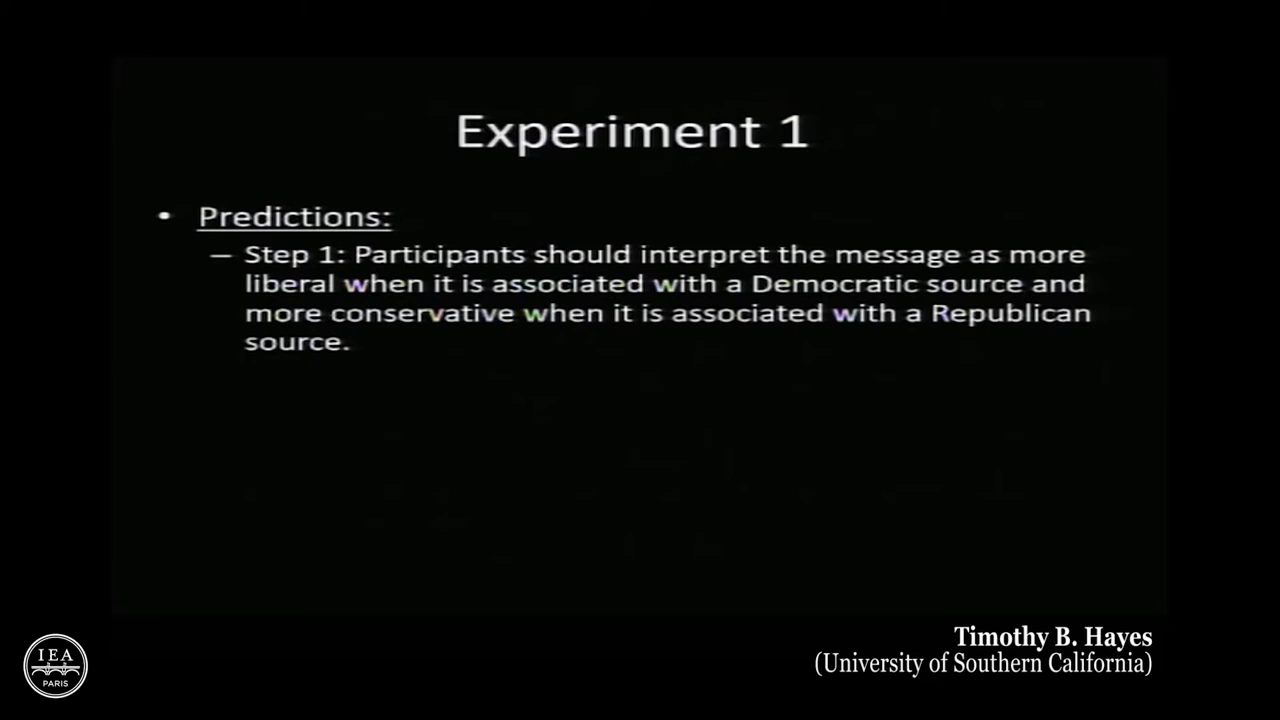 Experiment 1
• Predictions:
– Step 1: Participants should interpret the message as more
liberal when it is associated with a Democratic source and
more conservative when it is associated with a Republican
source.
Timothy B. Hayes
(University of Southern California)
IEA
PARIS